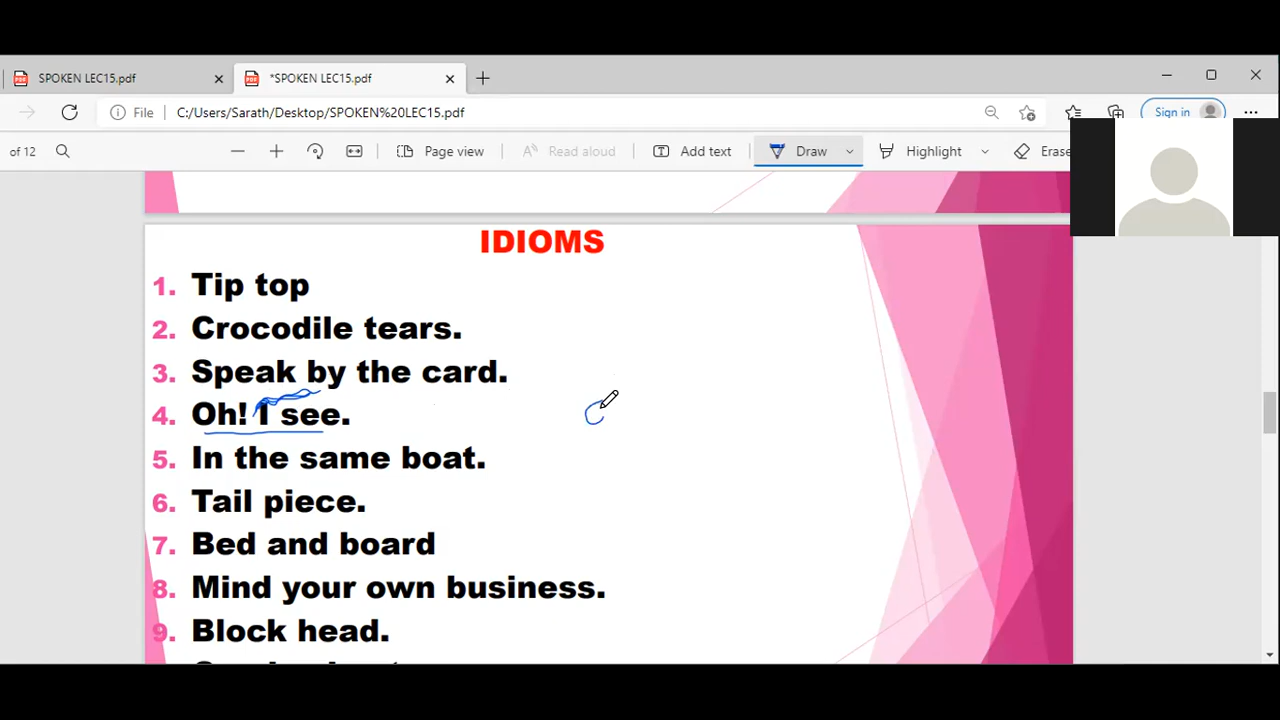 SPOKEN LEC15.pdf
*SPOKEN LEC15.pdf
File C:/Users/Sarath/Desktop/SPOKEN%20LEC15.pdf
Sign in
of 12
Page view
Read aloud
Add text
Draw
Highlight
Erase
IDIOMS
1. Tip top
2. Crocodile tears.
3. Speak by the card.
4. Oh! I see.
5. In the same boat.
6. Tail piece.
7. Bed and board
8. Mind your own business.
9. Block head.